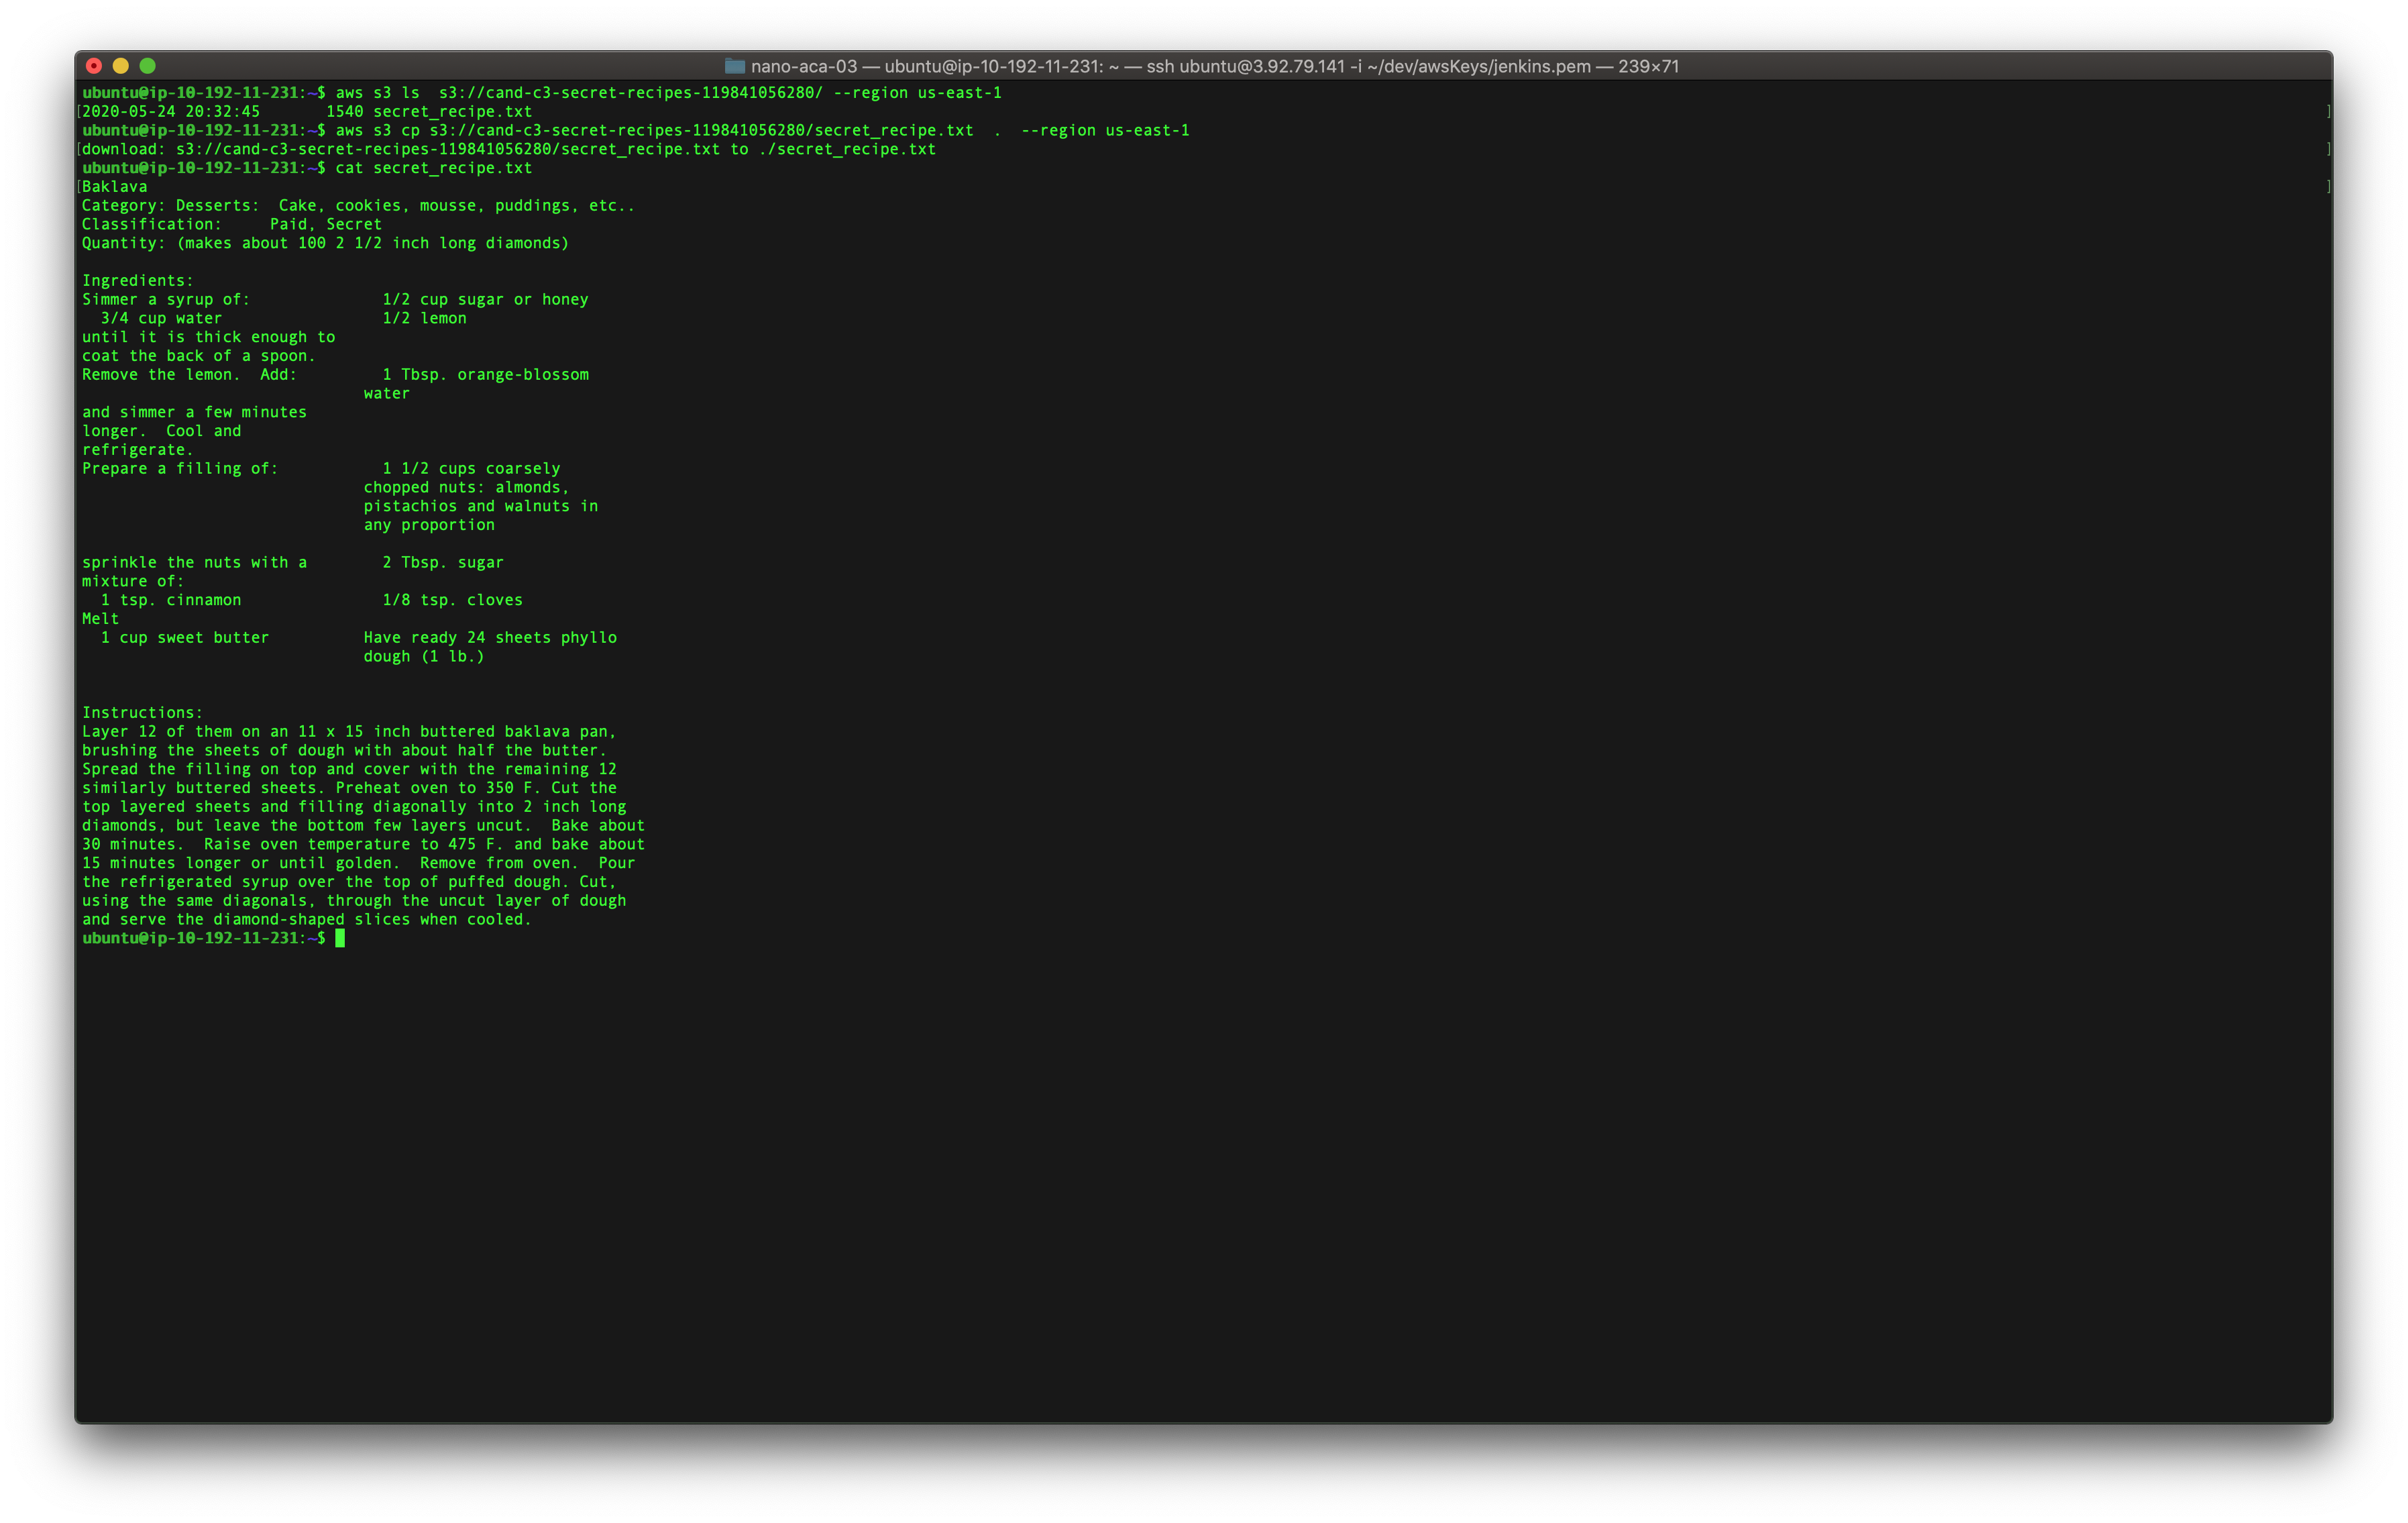 nano-aca-03 — ubuntu@ip-10-192-11-231: ~ — ssh ubuntu@3.92.79.141 -i ~/dev/awsKeys/jenkins.pem — 239×71
ubuntu@ip-10-192-11-231:~$ aws s3 ls  s3://cand-c3-secret-recipes-119841056280/ --region us-east-1
[2020-05-24 20:32:45       1540 secret_recipe.txt ]
ubuntu@ip-10-192-11-231:~$ aws s3 cp s3://cand-c3-secret-recipes-119841056280/secret_recipe.txt  .  --region us-east-1
[download: s3://cand-c3-secret-recipes-119841056280/secret_recipe.txt to ./secret_recipe.txt ]
ubuntu@ip-10-192-11-231:~$ cat secret_recipe.txt
[Baklava ]
Category: Desserts:  Cake, cookies, mousse, puddings, etc..
Classification:     Paid, Secret
Quantity: (makes about 100 2 1/2 inch long diamonds)
Ingredients:
Simmer a syrup of:              1/2 cup sugar or honey
  3/4 cup water                 1/2 lemon
until it is thick enough to
coat the back of a spoon.
Remove the lemon.  Add:         1 Tbsp. orange-blossom
                              water
and simmer a few minutes
longer.  Cool and
refrigerate.
Prepare a filling of:           1 1/2 cups coarsely
                              chopped nuts: almonds,
                              pistachios and walnuts in
                              any proportion
sprinkle the nuts with a        2 Tbsp. sugar
mixture of:
  1 tsp. cinnamon               1/8 tsp. cloves
Melt
  1 cup sweet butter          Have ready 24 sheets phyllo
                              dough (1 lb.)
Instructions:
Layer 12 of them on an 11 x 15 inch buttered baklava pan,
brushing the sheets of dough with about half the butter.
Spread the filling on top and cover with the remaining 12
similarly buttered sheets. Preheat oven to 350 F. Cut the
top layered sheets and filling diagonally into 2 inch long
diamonds, but leave the bottom few layers uncut.  Bake about
30 minutes.  Raise oven temperature to 475 F. and bake about
15 minutes longer or until golden.  Remove from oven.  Pour
the refrigerated syrup over the top of puffed dough. Cut,
using the same diagonals, through the uncut layer of dough
and serve the diamond-shaped slices when cooled.
ubuntu@ip-10-192-11-231:~$